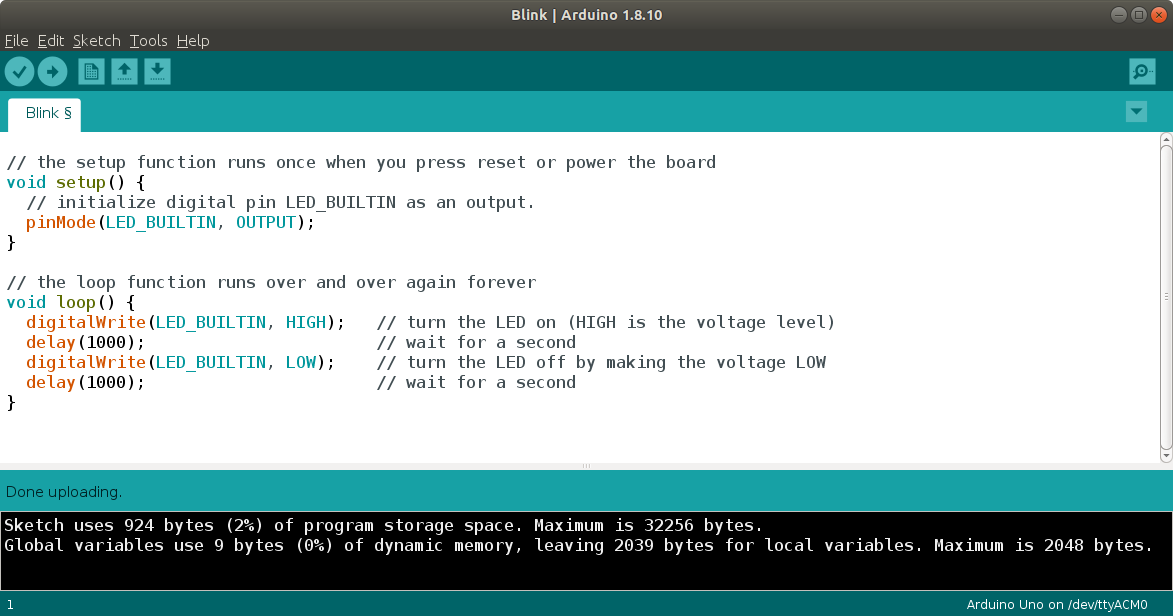 Blink | Arduino 1.8.10
File Edit Sketch Tools Help
Blink §
// the setup function runs once when you press reset or power the board
void setup() {
  // initialize digital pin LED_BUILTIN as an output.
  pinMode(LED_BUILTIN, OUTPUT);
}
// the loop function runs over and over again forever
void loop() {
  digitalWrite(LED_BUILTIN, HIGH);   // turn the LED on (HIGH is the voltage level)
  delay(1000);                       // wait for a second
  digitalWrite(LED_BUILTIN, LOW);    // turn the LED off by making the voltage LOW
  delay(1000);                       // wait for a second
}
Done uploading.
Sketch uses 924 bytes (2%) of program storage space. Maximum is 32256 bytes.
Global variables use 9 bytes (0%) of dynamic memory, leaving 2039 bytes for local variables. Maximum is 2048 bytes.
1 Arduino Uno on /dev/ttyACM0